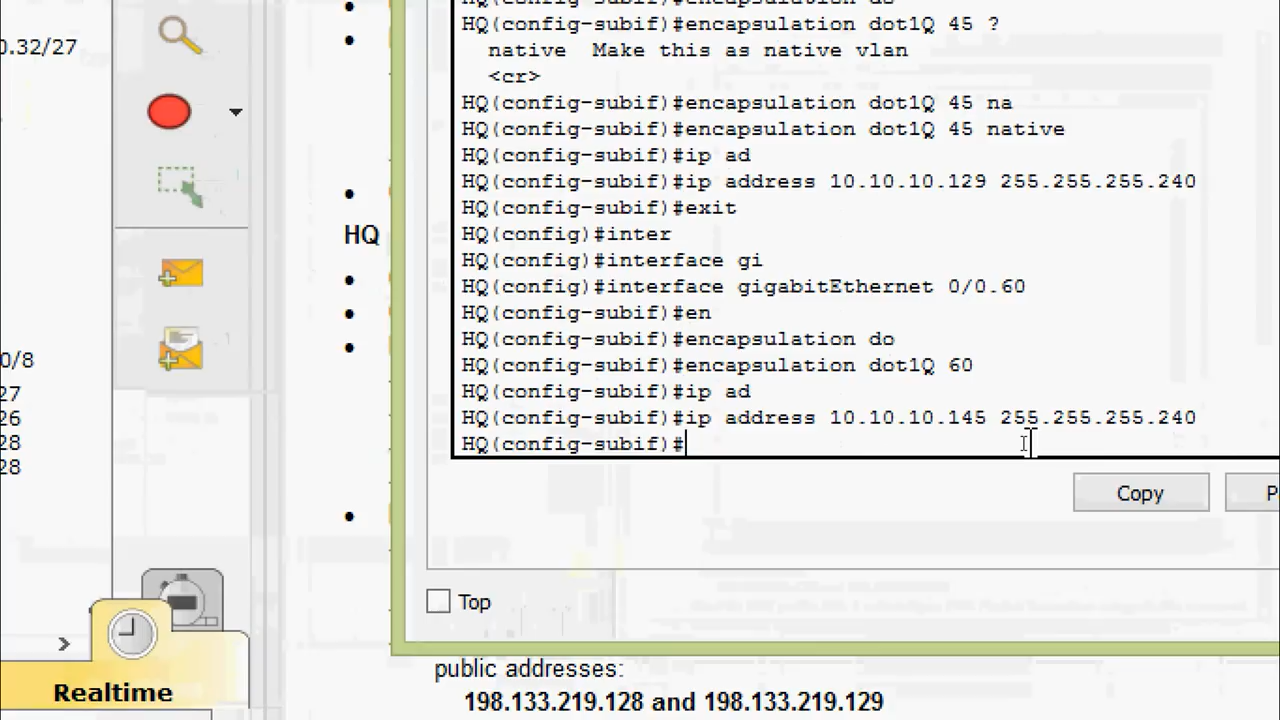 0.32/27
HQ(config-subif)#encapsulation dot1Q 45 ?
native Make this as native vlan
<cr>
HQ(config-subif)#encapsulation dot1Q 45 na
HQ(config-subif)#encapsulation dot1Q 45 native
HQ(config-subif)#ip ad
HQ(config-subif)#ip address 10.10.10.129 255.255.255.240
HQ(config-subif)#exit
HQ(config)#inter
HQ(config)#interface gi
HQ(config)#interface gigabitEthernet 0/0.60
HQ(config-subif)#en
HQ(config-subif)#encapsulation do
HQ(config-subif)#encapsulation dot1Q 60
HQ(config-subif)#ip ad
HQ(config-subif)#ip address 10.10.10.145 255.255.255.240
HQ(config-subif)#
HQ
0/8
27
26
28
28
Copy
Top
Realtime
public addresses:
198.133.219.128 and 198.133.219.129